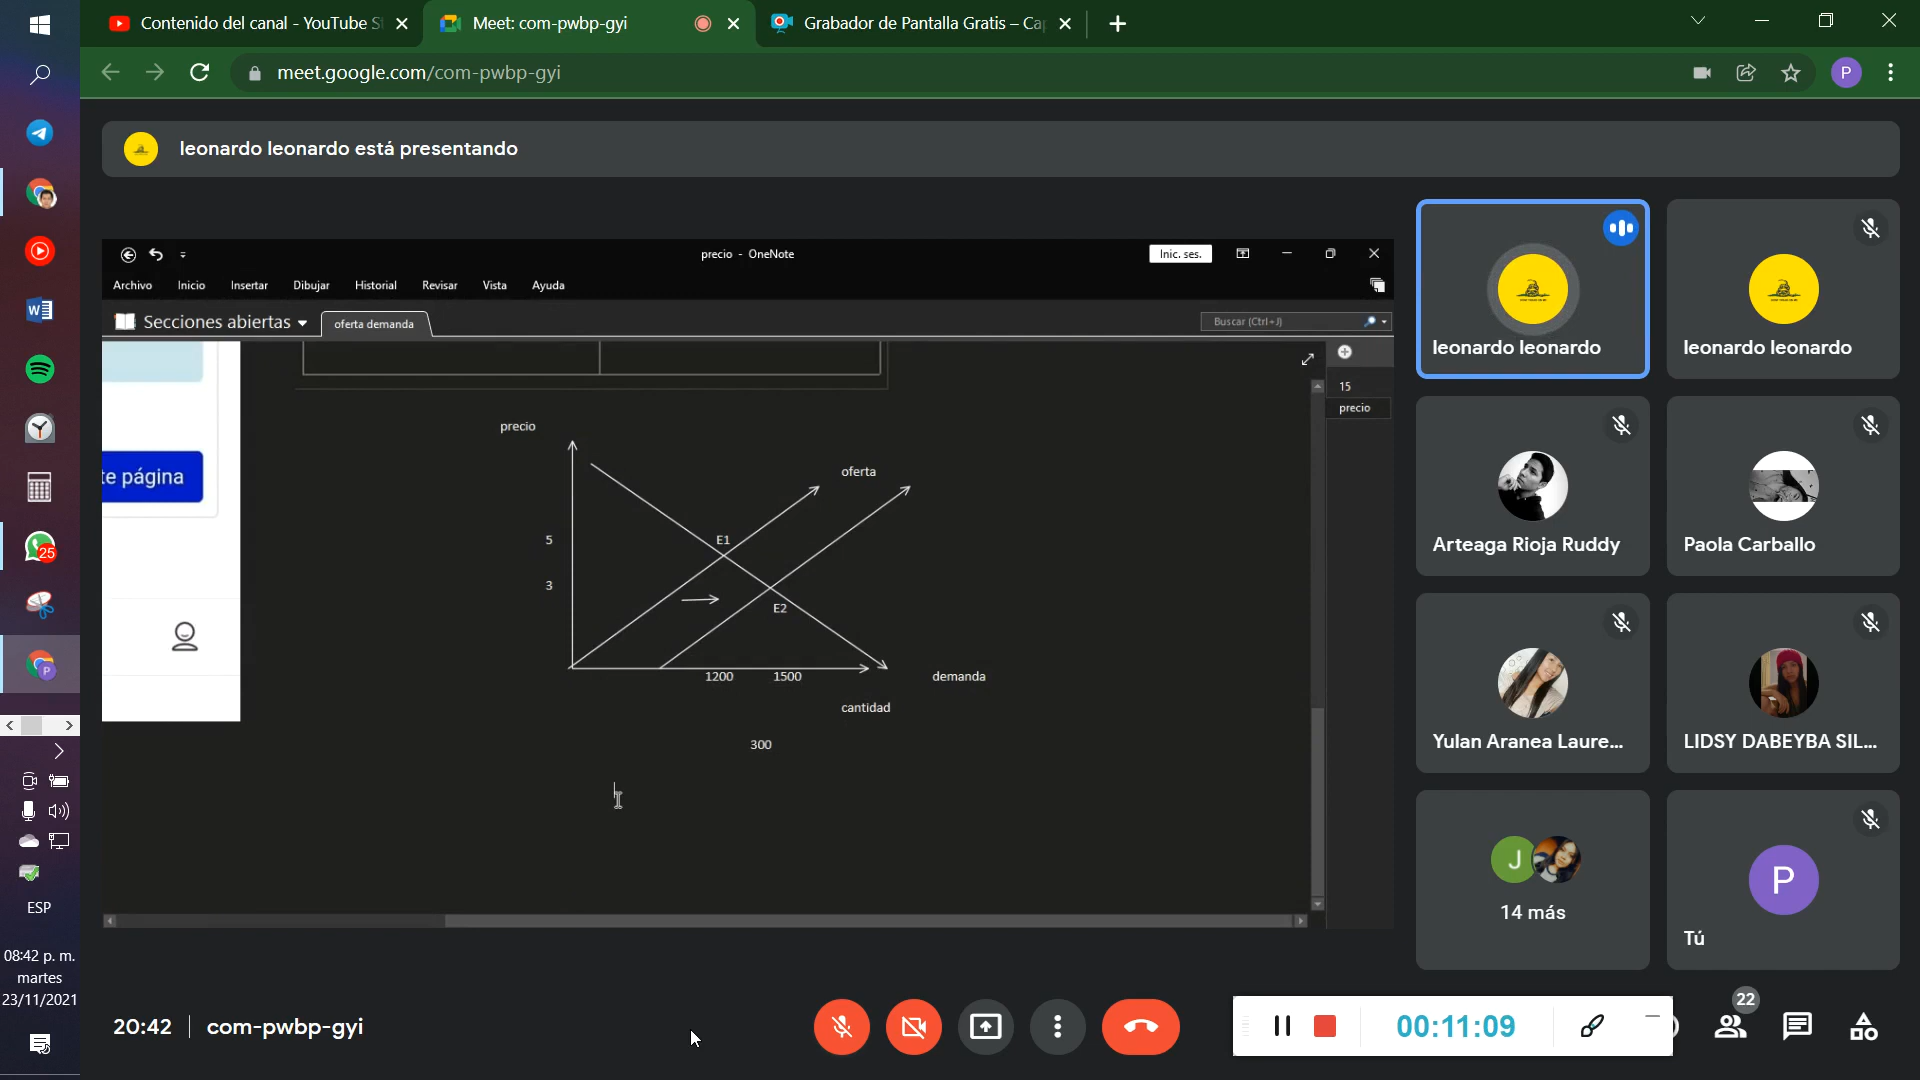 Contenido del canal - YouTube S
Meet: com-pwbp-gyi
Grabador de Pantalla Gratis – Ca
meet.google.com/com-pwbp-gyi
P
leonardo leonardo está presentando
precio - OneNote
Inic. ses.
Archivo
Inicio
Insertar
Dibujar
Historial
Revisar
Vista
Ayuda
Secciones abiertas
oferta demanda
Buscar (Ctrl+J)
15
precio
te página
precio
oferta
5
E1
3
E2
1200
1500
demanda
cantidad
300
leonardo leonardo
leonardo leonardo
Arteaga Rioja Ruddy
Paola Carballo
Yulan Aranea Laure...
LIDSY DABEYBA SIL...
J
14 más
P
Tú
25
P
ESP
08:42 p. m.
martes
23/11/2021
20:42
com-pwbp-gyi
00:11:09
22